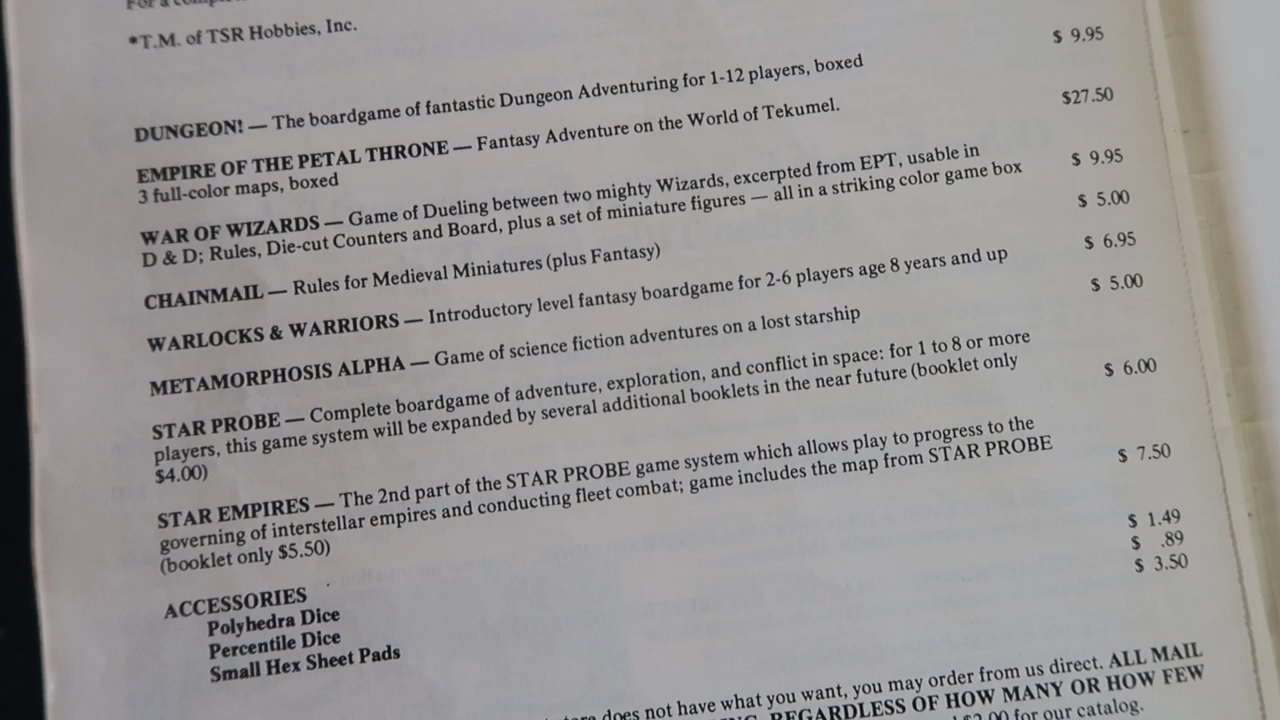 For a
*T.M. of TSR Hobbies, Inc.
DUNGEON! — The boardgame of fantastic Dungeon Adventuring for 1-12 players, boxed $ 9.95
EMPIRE OF THE PETAL THRONE — Fantasy Adventure on the World of Tekumel. $27.50
3 full-color maps, boxed
WAR OF WIZARDS — Game of Dueling between two mighty Wizards, excerpted from EPT, usable in $ 9.95
D & D; Rules, Die-cut Counters and Board, plus a set of miniature figures — all in a striking color game box
CHAINMAIL — Rules for Medieval Miniatures (plus Fantasy) $ 5.00
WARLOCKS & WARRIORS — Introductory level fantasy boardgame for 2-6 players age 8 years and up $ 6.95
METAMORPHOSIS ALPHA — Game of science fiction adventures on a lost starship $ 5.00
STAR PROBE — Complete boardgame of adventure, exploration, and conflict in space: for 1 to 8 or more $ 6.00
players, this game system will be expanded by several additional booklets in the near future (booklet only
$4.00)
STAR EMPIRES — The 2nd part of the STAR PROBE game system which allows play to progress to the $ 7.50
governing of interstellar empires and conducting fleet combat; game includes the map from STAR PROBE
(booklet only $5.50)
ACCESSORIES
Polyhedra Dice $ 1.49
Percentile Dice $ .89
Small Hex Sheet Pads $ 3.50
does not have what you want, you may order from us direct. ALL MAIL
REGARDLESS OF HOW MANY OR HOW FEW
$2.00 for our catalog.